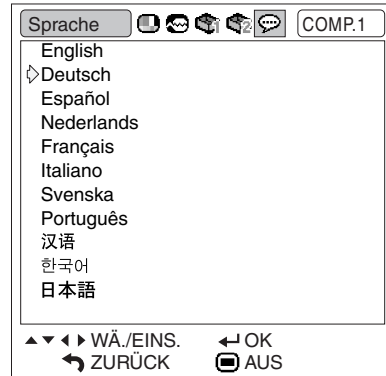 Sprache COMP.1
English
Deutsch
Español
Nederlands
Français
Italiano
Svenska
Português
汉语
한국어
日本語
WÄ./EINS. OK
ZURÜCK AUS